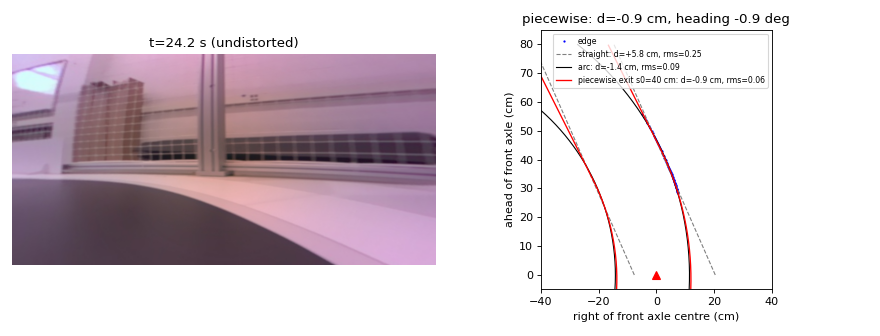 t=24.2 s (undistorted)
piecewise: d=-0.9 cm, heading -0.9 deg
edge
straight: d=+5.8 cm, rms=0.25
arc: d=-1.4 cm, rms=0.09
piecewise exit s0=40 cm: d=-0.9 cm, rms=0.06
ahead of front axle (cm)
80
70
60
50
40
30
20
10
0
−40
−20
0
20
40
right of front axle centre (cm)